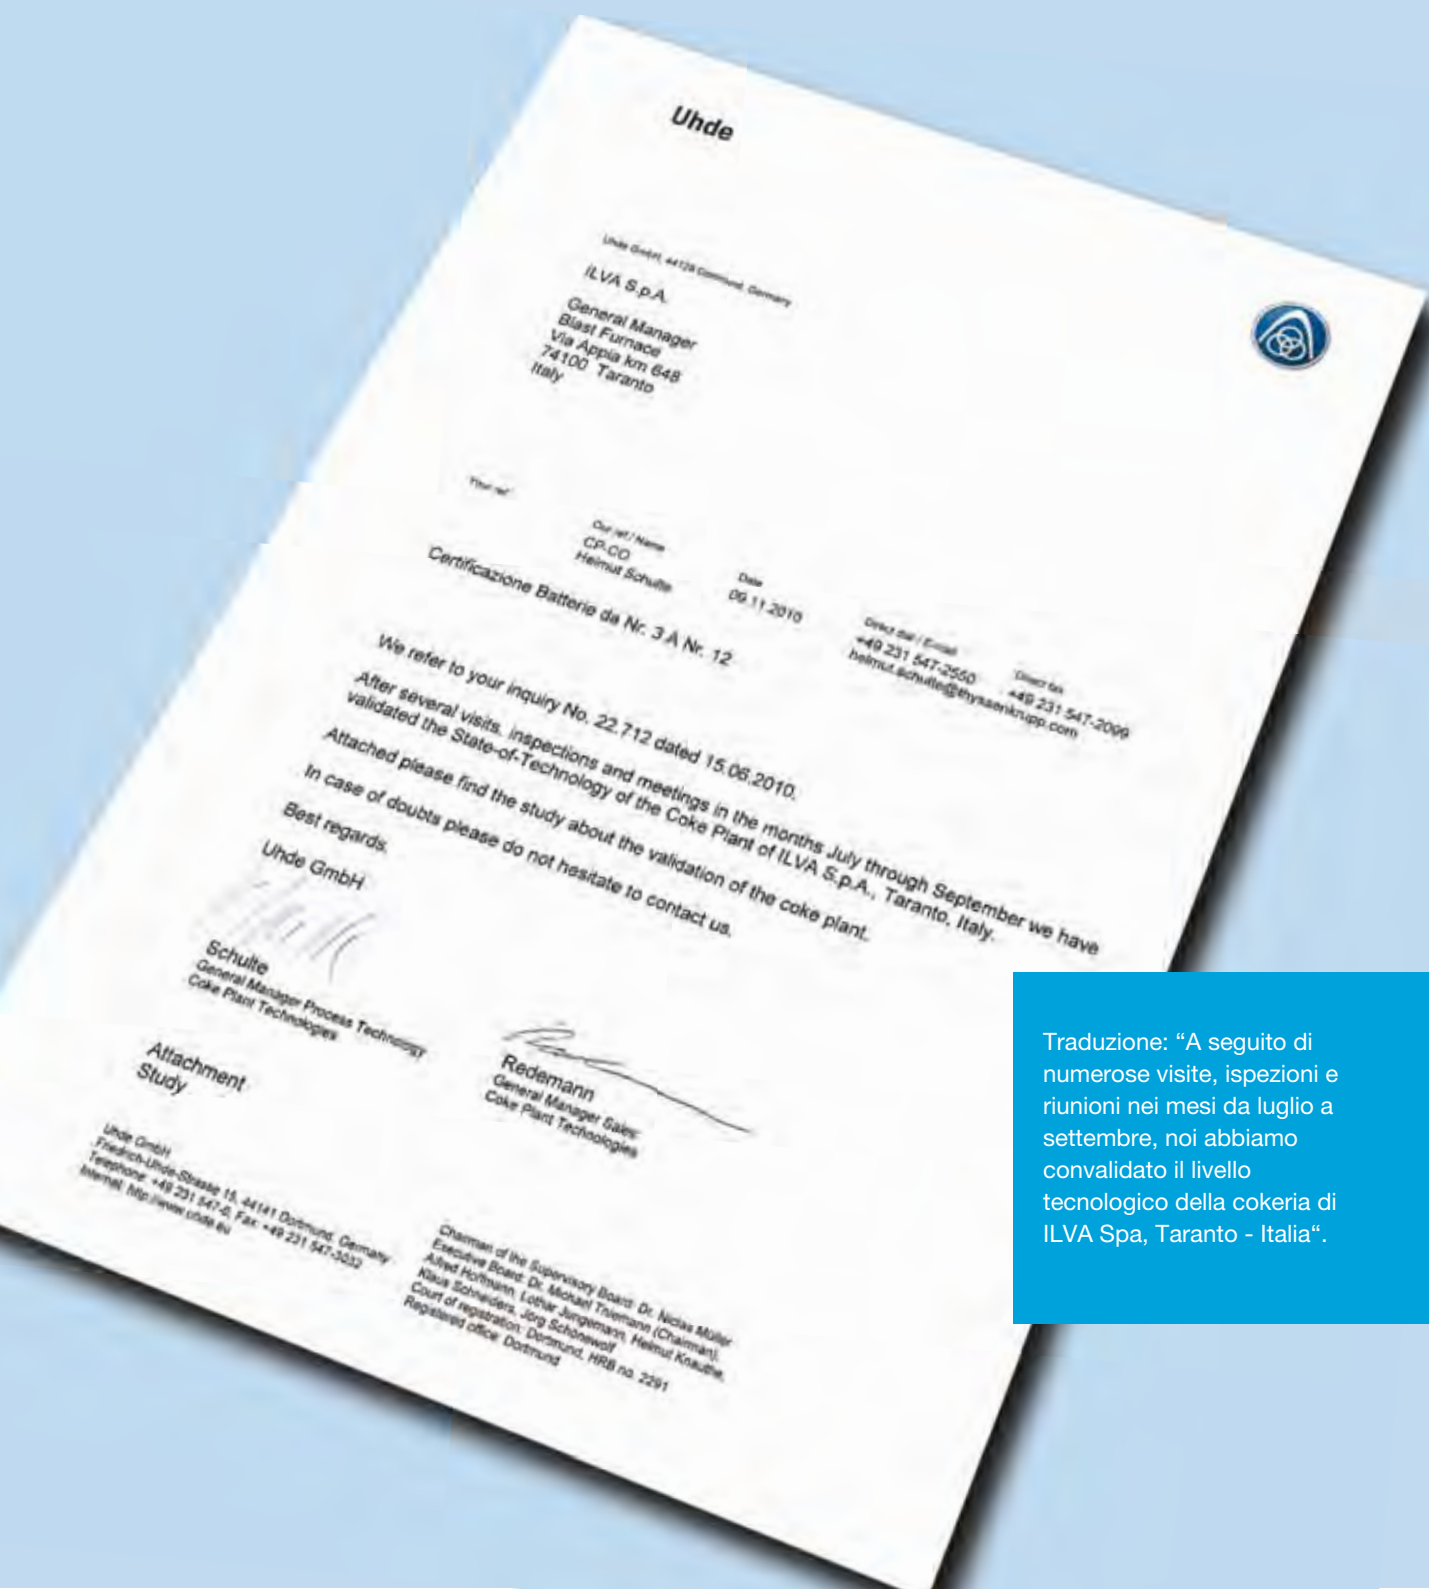 Uhde
Uhde GmbH, 44128 Dortmund, Germany
ILVA S.p.A.
General Manager
Blast Furnace
Via Appia km 648
74100 Taranto
Italy
Your ref
Our ref / Name
CP-CO
Helmut Schulte
Date
09.11.2010
Direct dial / E-mail
+49 231 547-2550
helmut.schulte@thyssenkrupp.com
Direct fax
+49 231 547-2099
Certificazione Batterie da Nr. 3 A Nr. 12
We refer to your inquiry No. 22.712 dated 15.06.2010.
After several visits, inspections and meetings in the months July through September we have
validated the State-of-Technology of the Coke Plant of ILVA S.p.A., Taranto, Italy.
Attached please find the study about the validation of the coke plant.
In case of doubts please do not hesitate to contact us.
Best regards.
Uhde GmbH
Schulte
General Manager Process Technology
Coke Plant Technologies
Redemann
General Manager Sales
Coke Plant Technologies
Attachment
Study
Uhde GmbH
Friedrich-Uhde-Strasse 15, 44141 Dortmund, Germany
Telephone: +49 231 547-0, Fax: +49 231 547-3032
Internet: http://www.uhde.eu
Chairman of the Supervisory Board: Dr. Niclas Müller
Executive Board: Dr. Michael Thiemann (Chairman),
Alfred Hoffmann, Lothar Jungemann, Helmut Knauthe,
Klaus Schneiders, Jörg Schönewolf
Court of registration: Dortmund, HRB no. 2291
Registered office: Dortmund
Traduzione: “A seguito di
numerose visite, ispezioni e
riunioni nei mesi da luglio a
settembre, noi abbiamo
convalidato il livello
tecnologico della cokeria di
ILVA Spa, Taranto - Italia“.